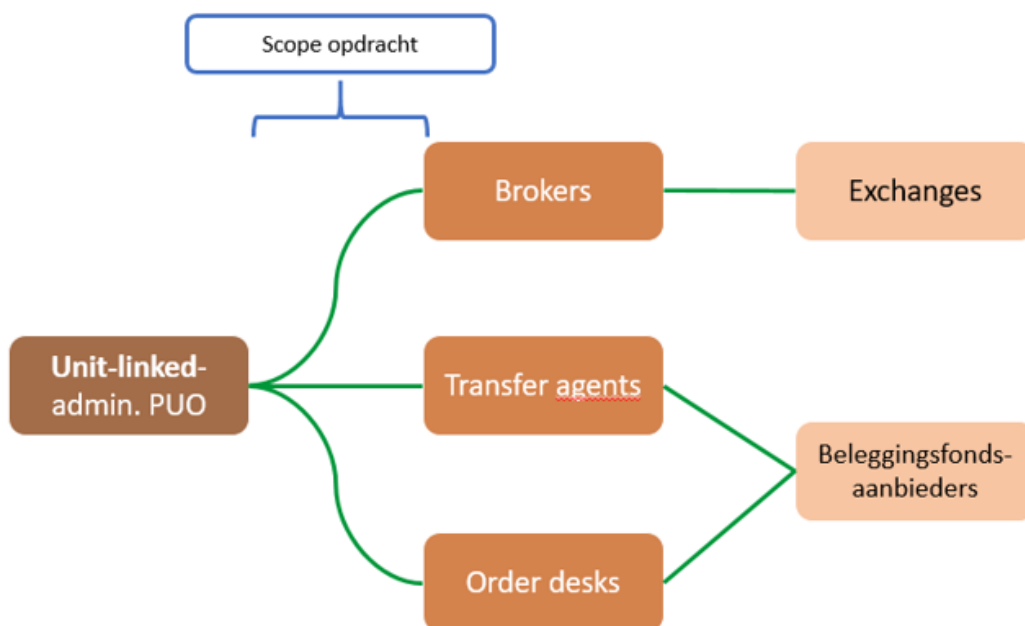 Scope opdracht
Brokers
Exchanges
Unit-linked-
admin. PUO
Transfer agents
Beleggingsfonds-
aanbieders
Order desks